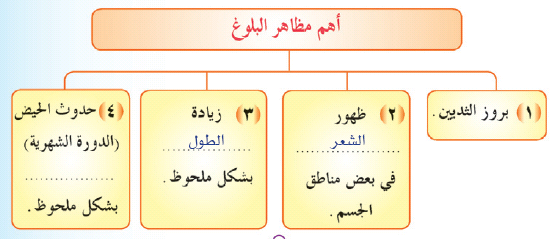 أهم مظاهر البلوغ
(١) بروز الثديين .
(٢) ظهور
الشعر
في بعض مناطق
الجسم .
(٣) زيادة
الطول
بشكل ملحوظ .
(٤) حدوث الحيض
(الدورة الشهرية)
....................
بشكل ملحوظ .